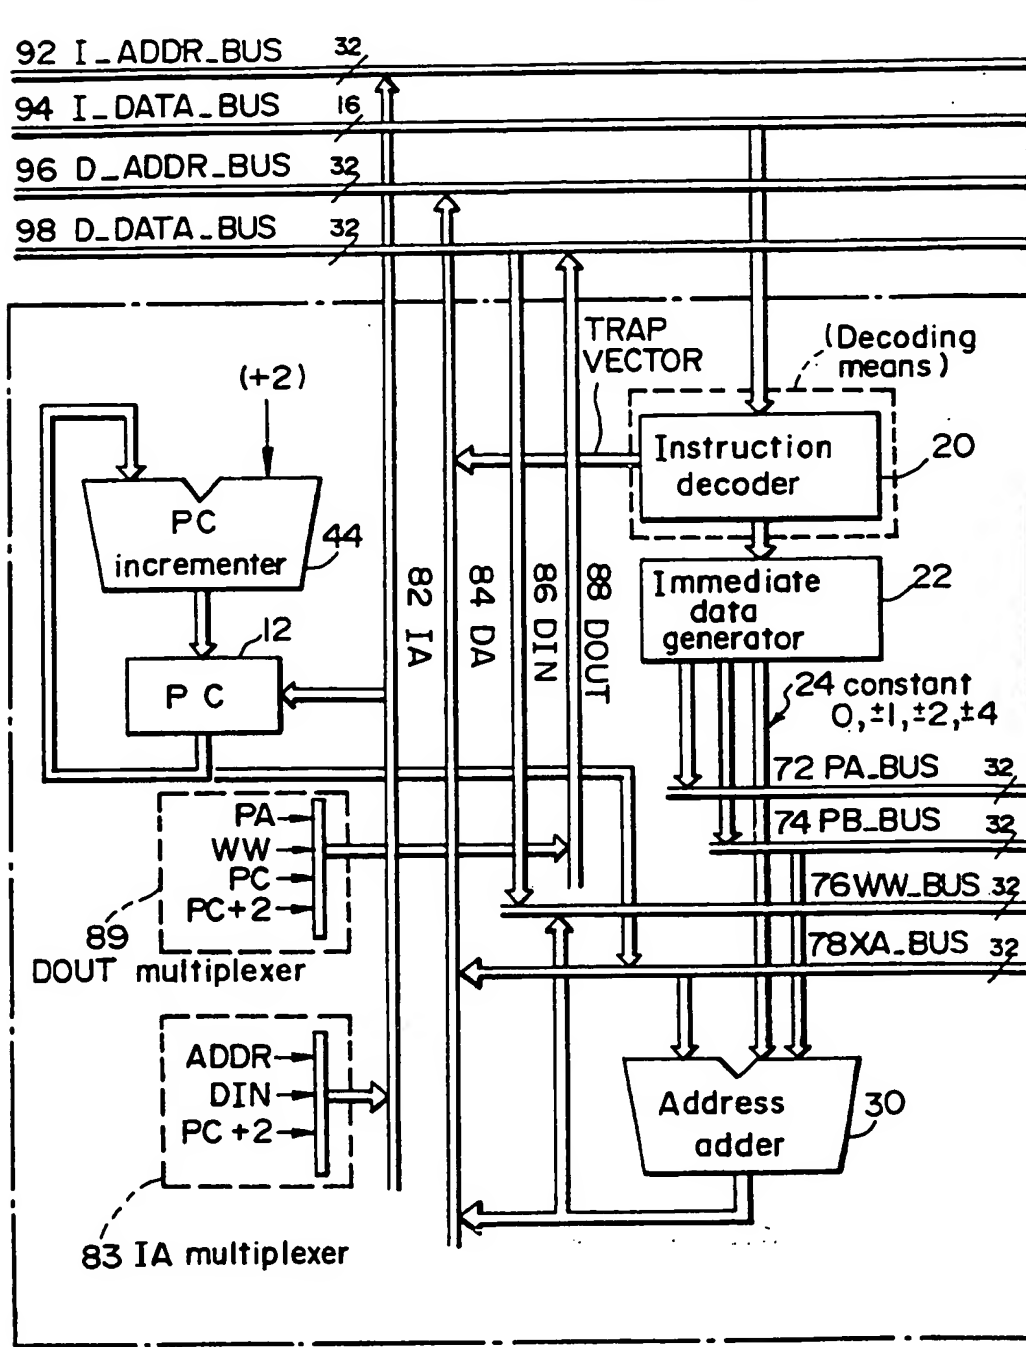 92 I_ADDR_BUS 32
94 I_DATA_BUS 16
96 D_ADDR_BUS 32
98 D_DATA_BUS 32
TRAP
VECTOR
(Decoding
means)
(+2)
Instruction
decoder
20
PC
incrementer
44
Immediate
data
generator
22
82 IA
84 DA
86 DIN
88 DOUT
12
PC
24 constant
0,±1,±2,±4
72 PA_BUS 32
74 PB_BUS 32
76 WW_BUS 32
78 XA_BUS 32
PA
WW
PC
PC+2
89
DOUT multiplexer
ADDR
DIN
PC+2
83 IA multiplexer
Address
adder
30